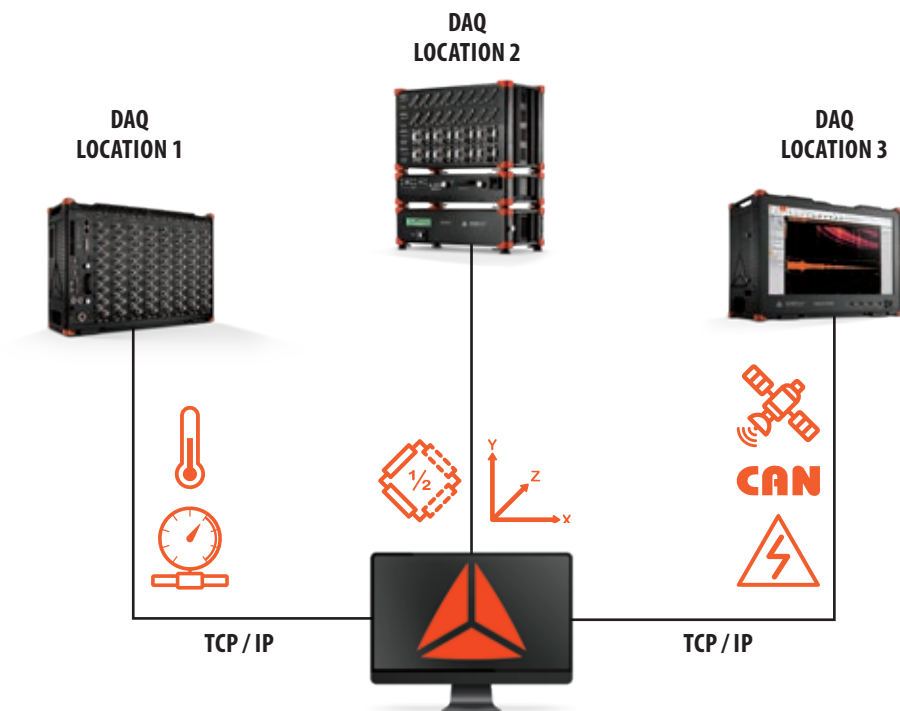 DAQ
LOCATION 2
DAQ
LOCATION 1
DAQ
LOCATION 3
1/2
Y
Z
X
CAN
TCP / IP
TCP / IP